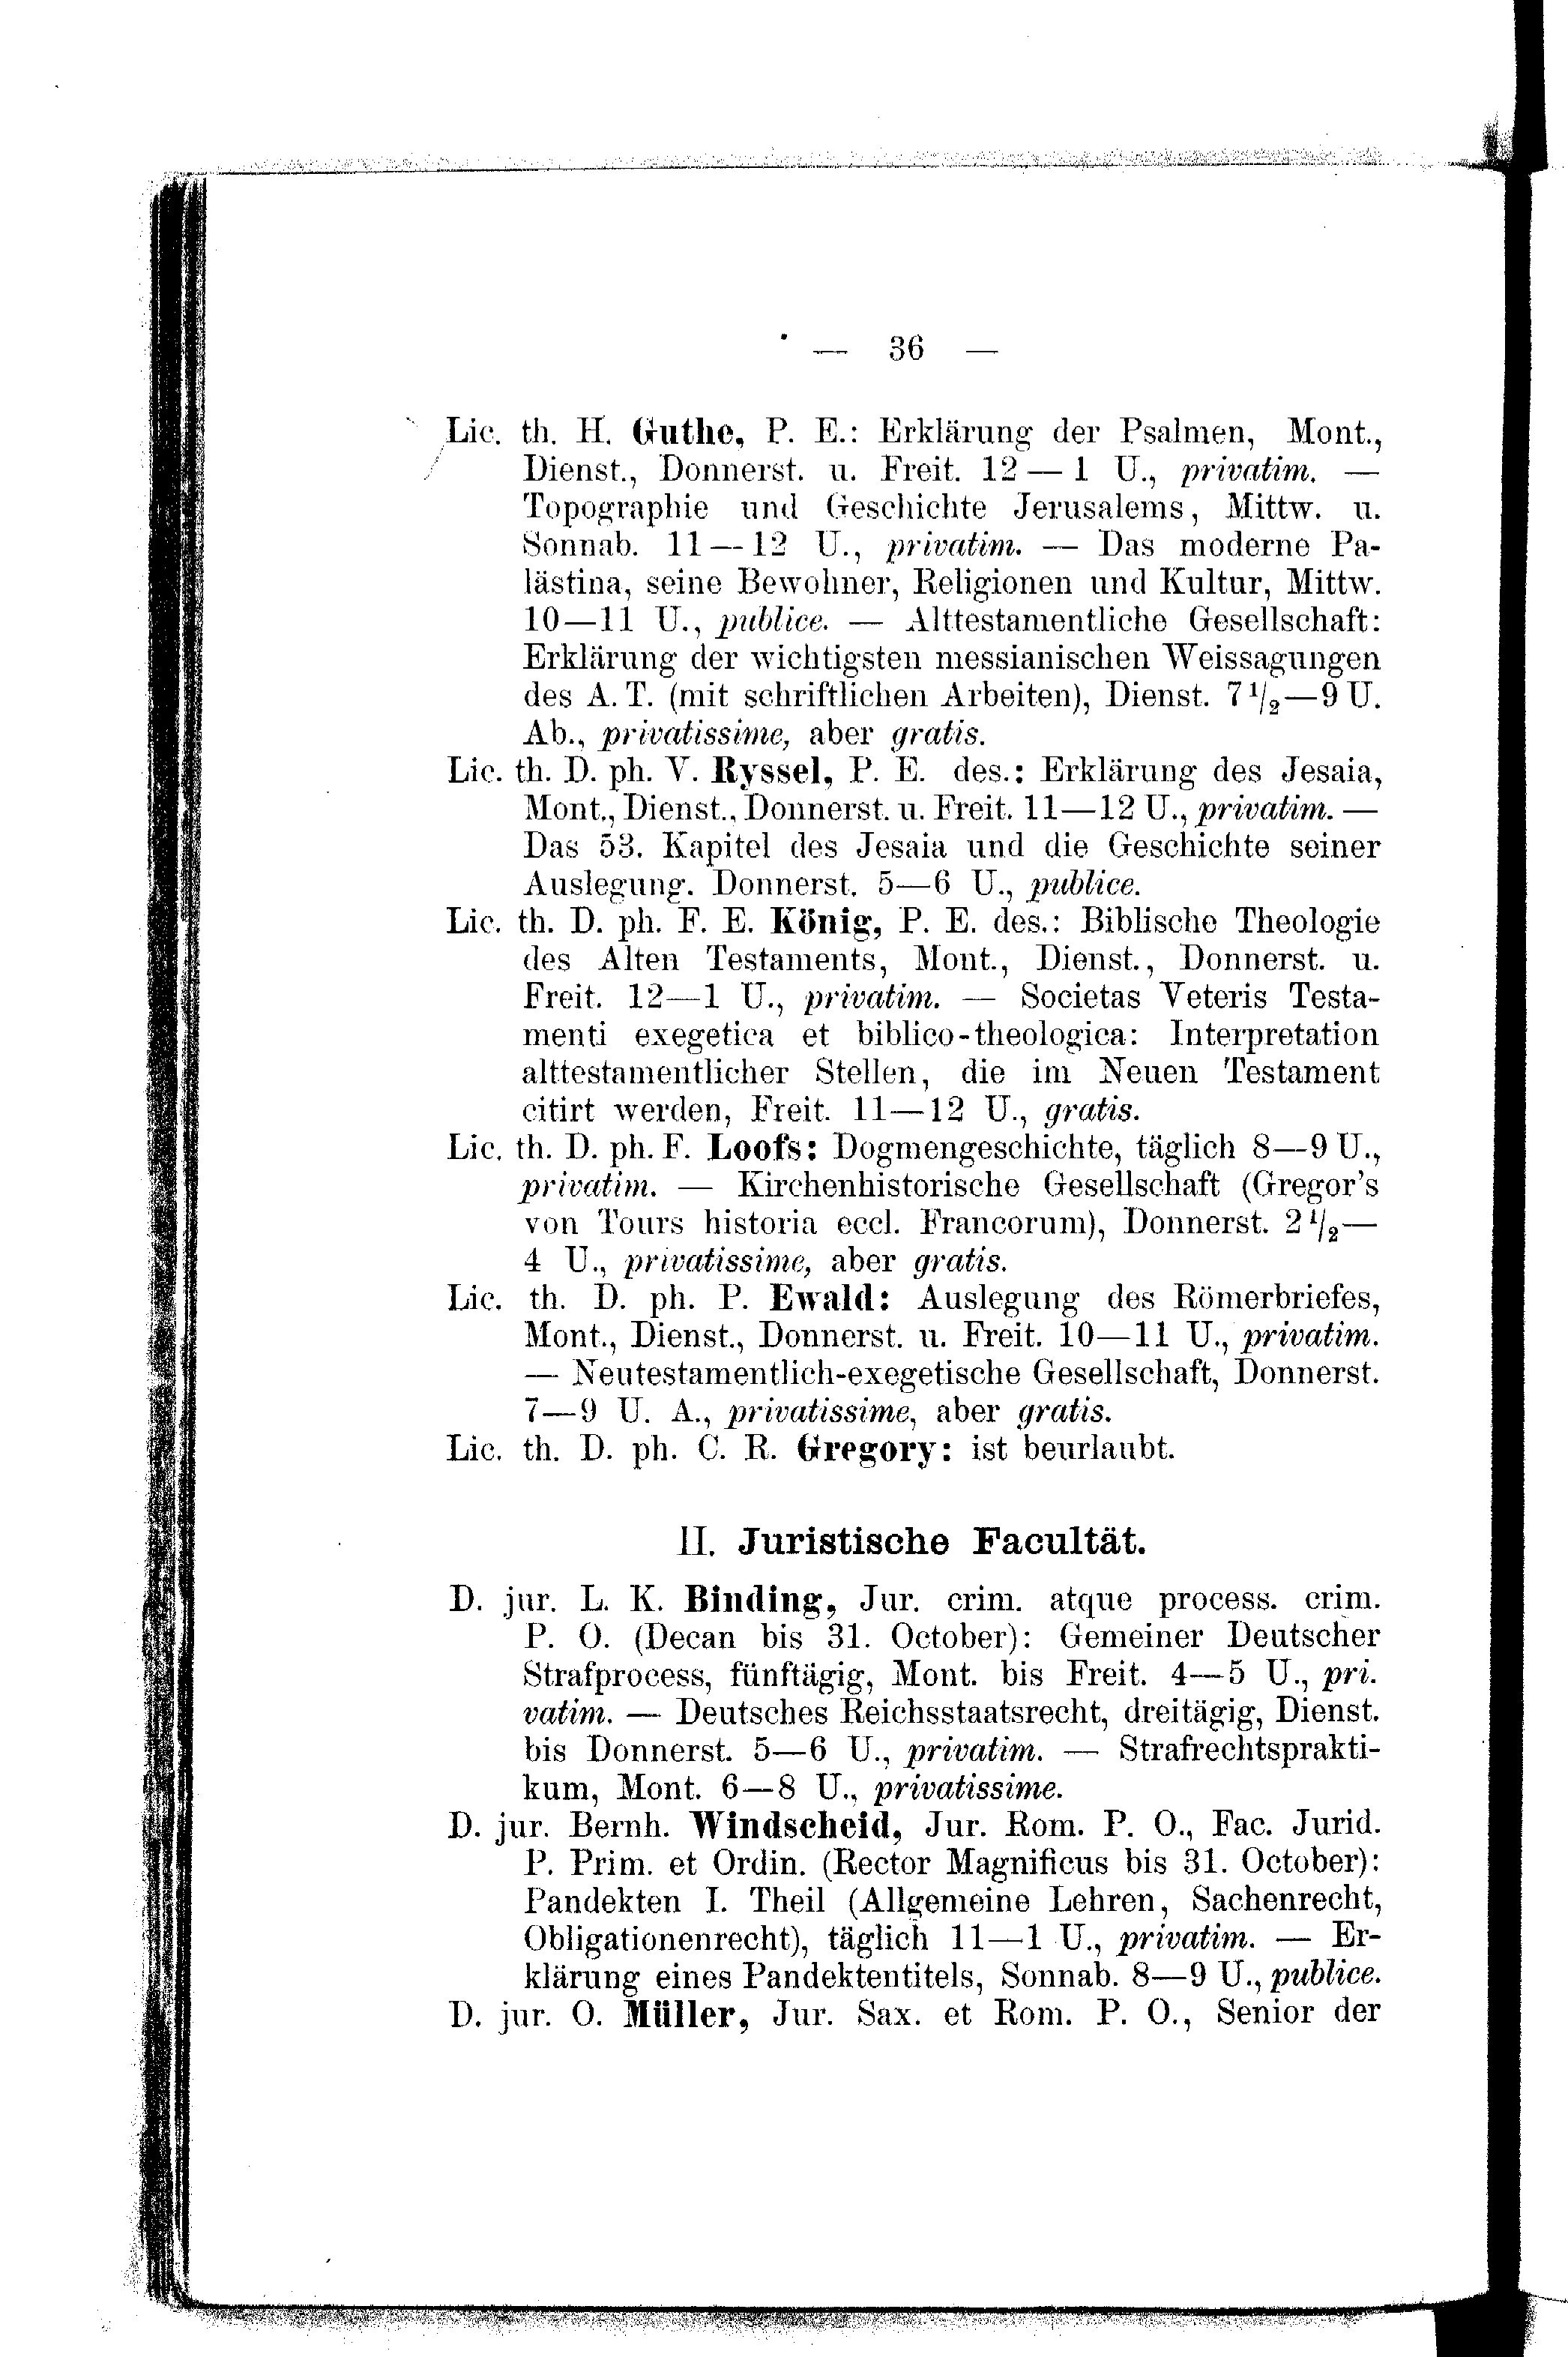 — 36 —
Lic. th. H. Guthe, P. E.: Erklärung der Psalmen, Mont.,
Dienst., Donnerst. u. Freit. 12 — 1 U., privatim. —
Topographie und Geschichte Jerusalems, Mittw. u.
Sonnab. 11 — 12 U., privatim. — Das moderne Pa-
lästina, seine Bewohner, Religionen und Kultur, Mittw.
10—11 U., publice. — Alttestamentliche Gesellschaft:
Erklärung der wichtigsten messianischen Weissagungen
des A. T. (mit schriftlichen Arbeiten), Dienst. 7 1/2—9 U.
Ab., privatissime, aber gratis.
Lic. th. D. ph. V. Ryssel, P. E. des.: Erklärung des Jesaia,
Mont., Dienst., Donnerst. u. Freit. 11—12 U., privatim. —
Das 53. Kapitel des Jesaia und die Geschichte seiner
Auslegung. Donnerst. 5—6 U., publice.
Lic. th. D. ph. F. E. König, P. E. des.: Biblische Theologie
des Alten Testaments, Mont., Dienst., Donnerst. u.
Freit. 12—1 U., privatim. — Societas Veteris Testa-
menti exegetica et biblico-theologica: Interpretation
alttestamentlicher Stellen, die im Neuen Testament
citirt werden, Freit. 11—12 U., gratis.
Lic. th. D. ph. F. Loofs: Dogmengeschichte, täglich 8—9 U.,
privatim. — Kirchenhistorische Gesellschaft (Gregor's
von Tours historia eccl. Francorum), Donnerst. 2 1/2—
4 U., privatissime, aber gratis.
Lic. th. D. ph. P. Ewald: Auslegung des Römerbriefes,
Mont., Dienst., Donnerst. u. Freit. 10—11 U., privatim.
— Neutestamentlich-exegetische Gesellschaft, Donnerst.
7—9 U. A., privatissime, aber gratis.
Lic. th. D. ph. C. R. Gregory: ist beurlaubt.
II. Juristische Facultät.
D. jur. L. K. Binding, Jur. crim. atque process. crim.
P. O. (Decan bis 31. October): Gemeiner Deutscher
Strafprocess, fünftägig, Mont. bis Freit. 4—5 U., pri.
vatim. — Deutsches Reichsstaatsrecht, dreitägig, Dienst.
bis Donnerst. 5—6 U., privatim. — Strafrechtsprakti-
kum, Mont. 6—8 U., privatissime.
D. jur. Bernh. Windscheid, Jur. Rom. P. O., Fac. Jurid.
P. Prim. et Ordin. (Rector Magnificus bis 31. October):
Pandekten I. Theil (Allgemeine Lehren, Sachenrecht,
Obligationenrecht), täglich 11—1 U., privatim. — Er-
klärung eines Pandektentitels, Sonnab. 8—9 U., publice.
D. jur. O. Müller, Jur. Sax. et Rom. P. O., Senior der